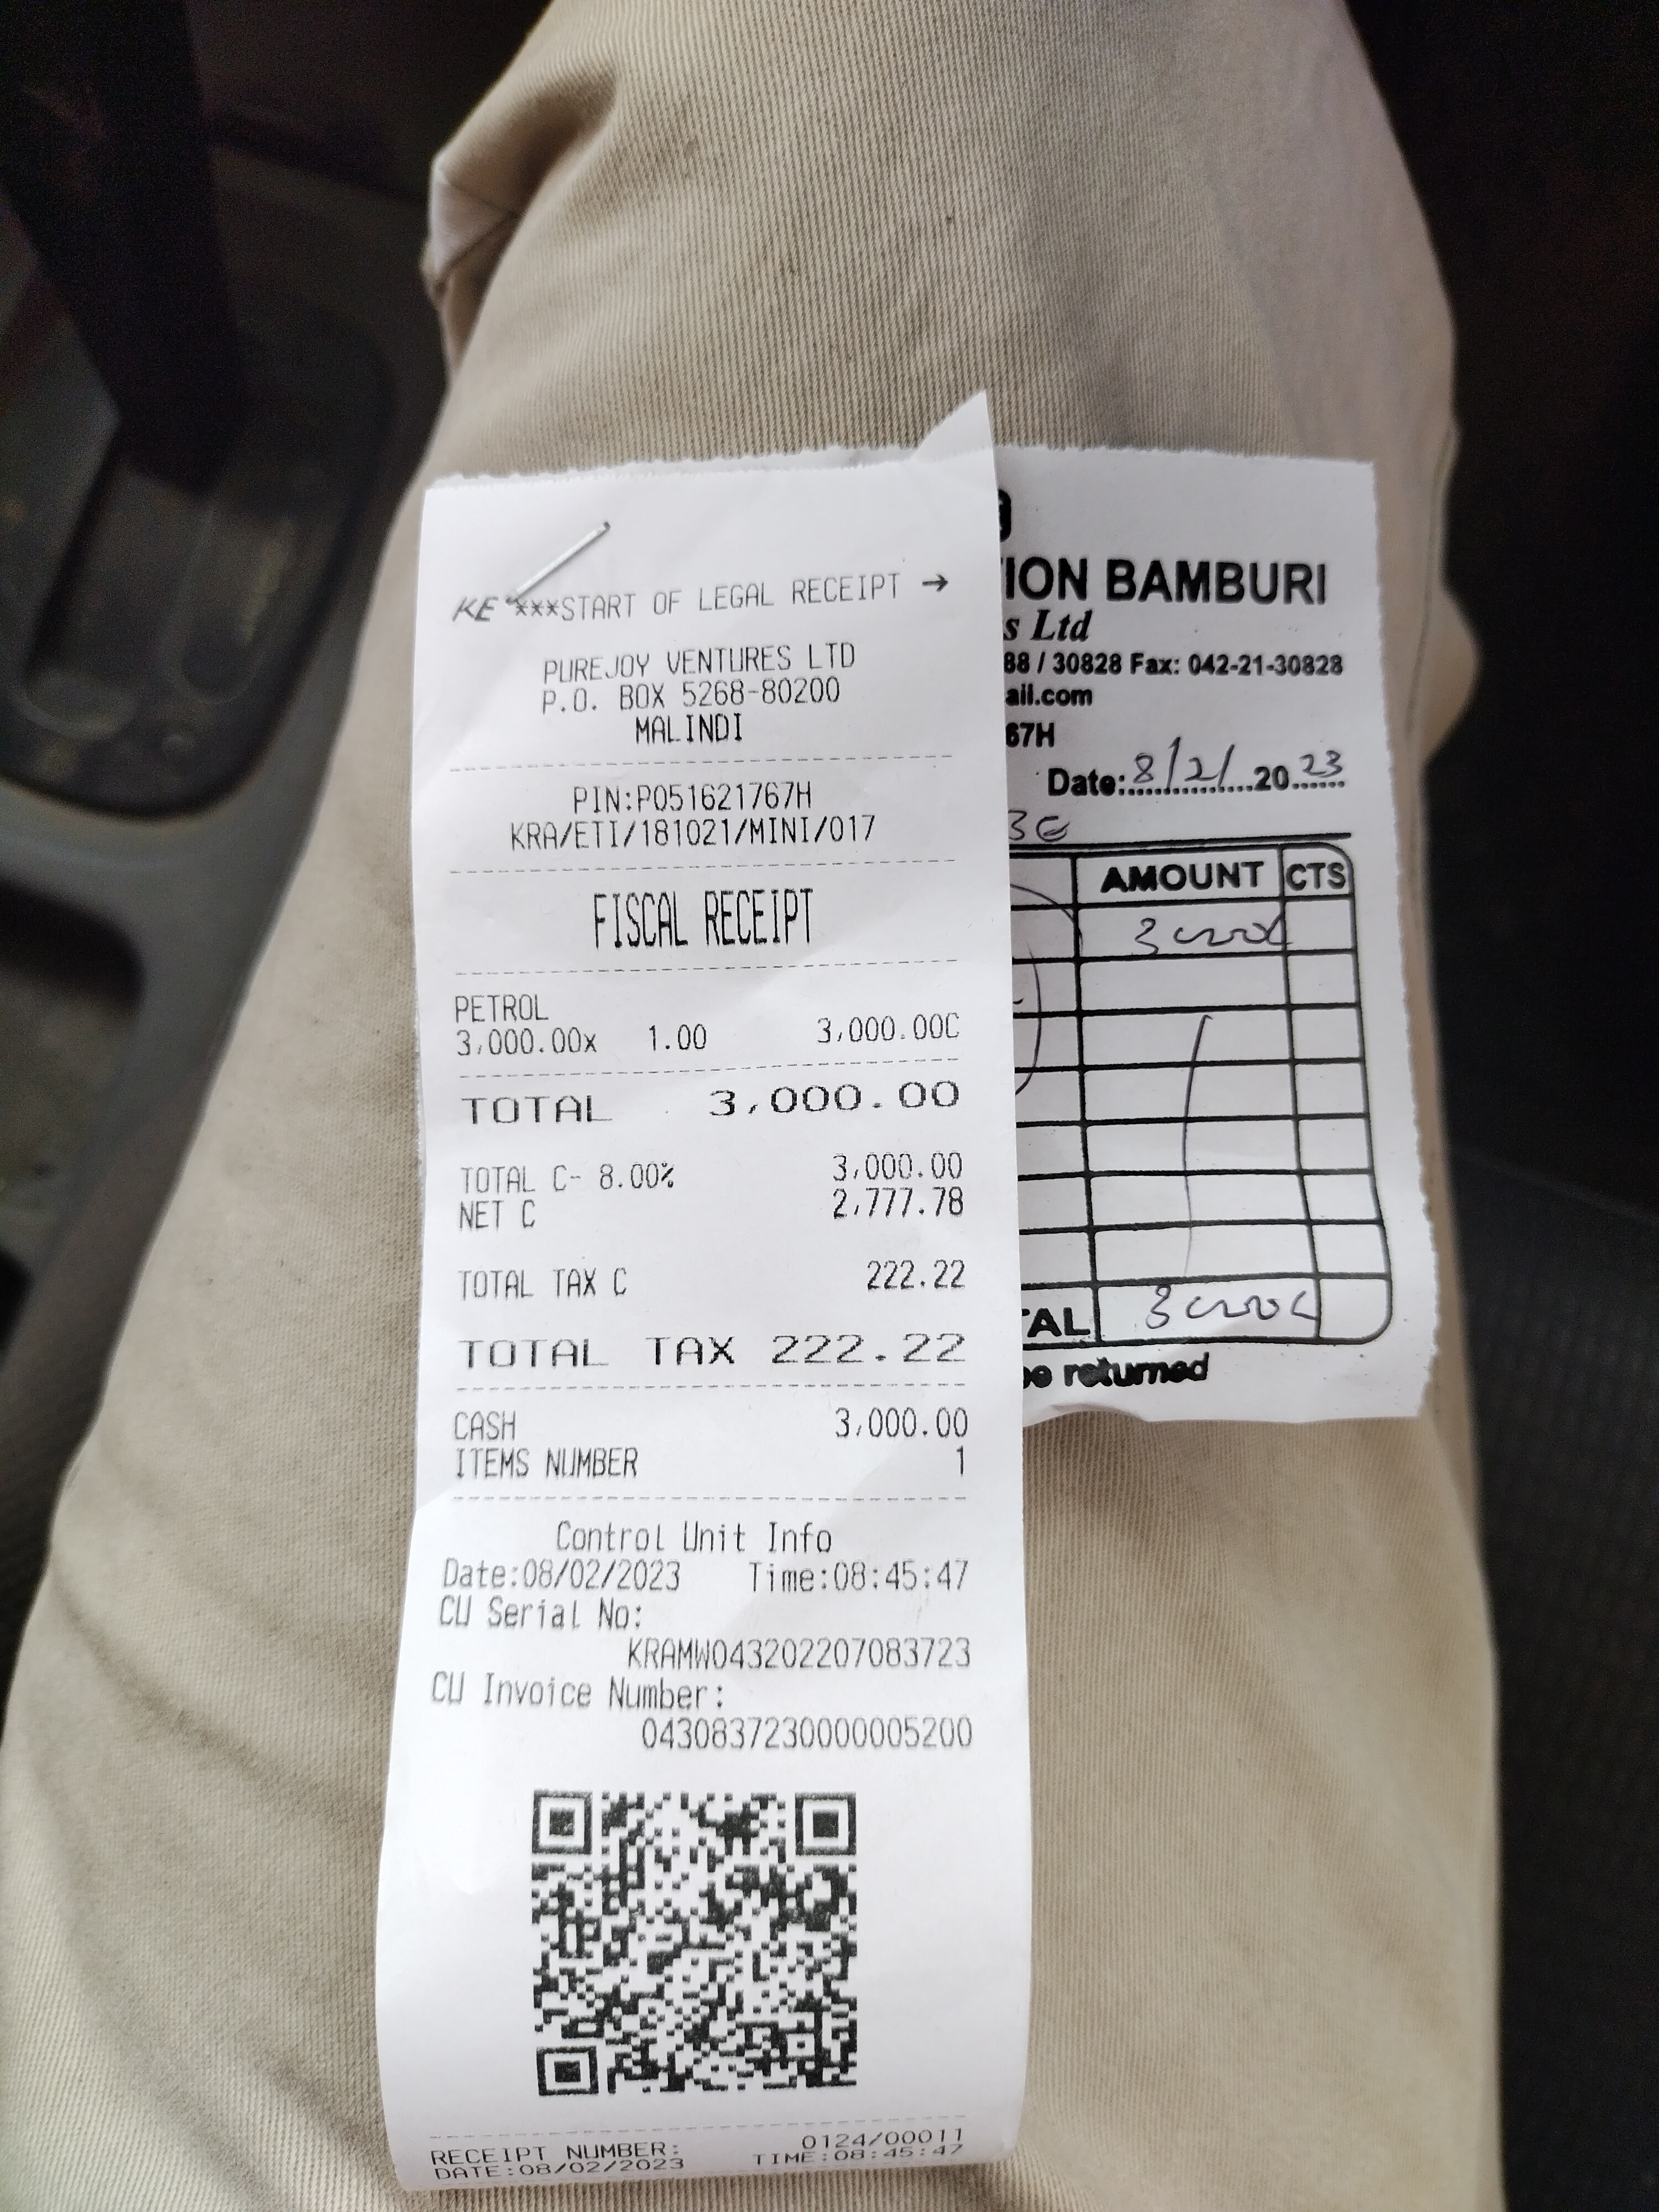 KE ***START OF LEGAL RECEIPT →
PUREJOY VENTURES LTD
P.O. BOX 5268-80200
MALINDI
PIN:P051621767H
KRA/ETI/181021/MINI/017
FISCAL RECEIPT
PETROL
3,000.00x 1.00 3,000.00C
TOTAL 3,000.00
TOTAL C- 8.00% 3,000.00
NET C 2,777.78
TOTAL TAX C 222.22
TOTAL TAX 222.22
CASH 3,000.00
ITEMS NUMBER 1
Control Unit Info
Date:08/02/2023 Time:08:45:47
CU Serial No:
KRAMW043202207083723
CU Invoice Number:
0430837230000005200
RECEIPT NUMBER: 0124/00011
DATE:08/02/2023 TIME:08:45:47
ION BAMBURI
s Ltd
88 / 30828 Fax: 042-21-30828
ail.com
67H
Date: 8/2/ 20 23
AMOUNT CTS
TAL
be returned